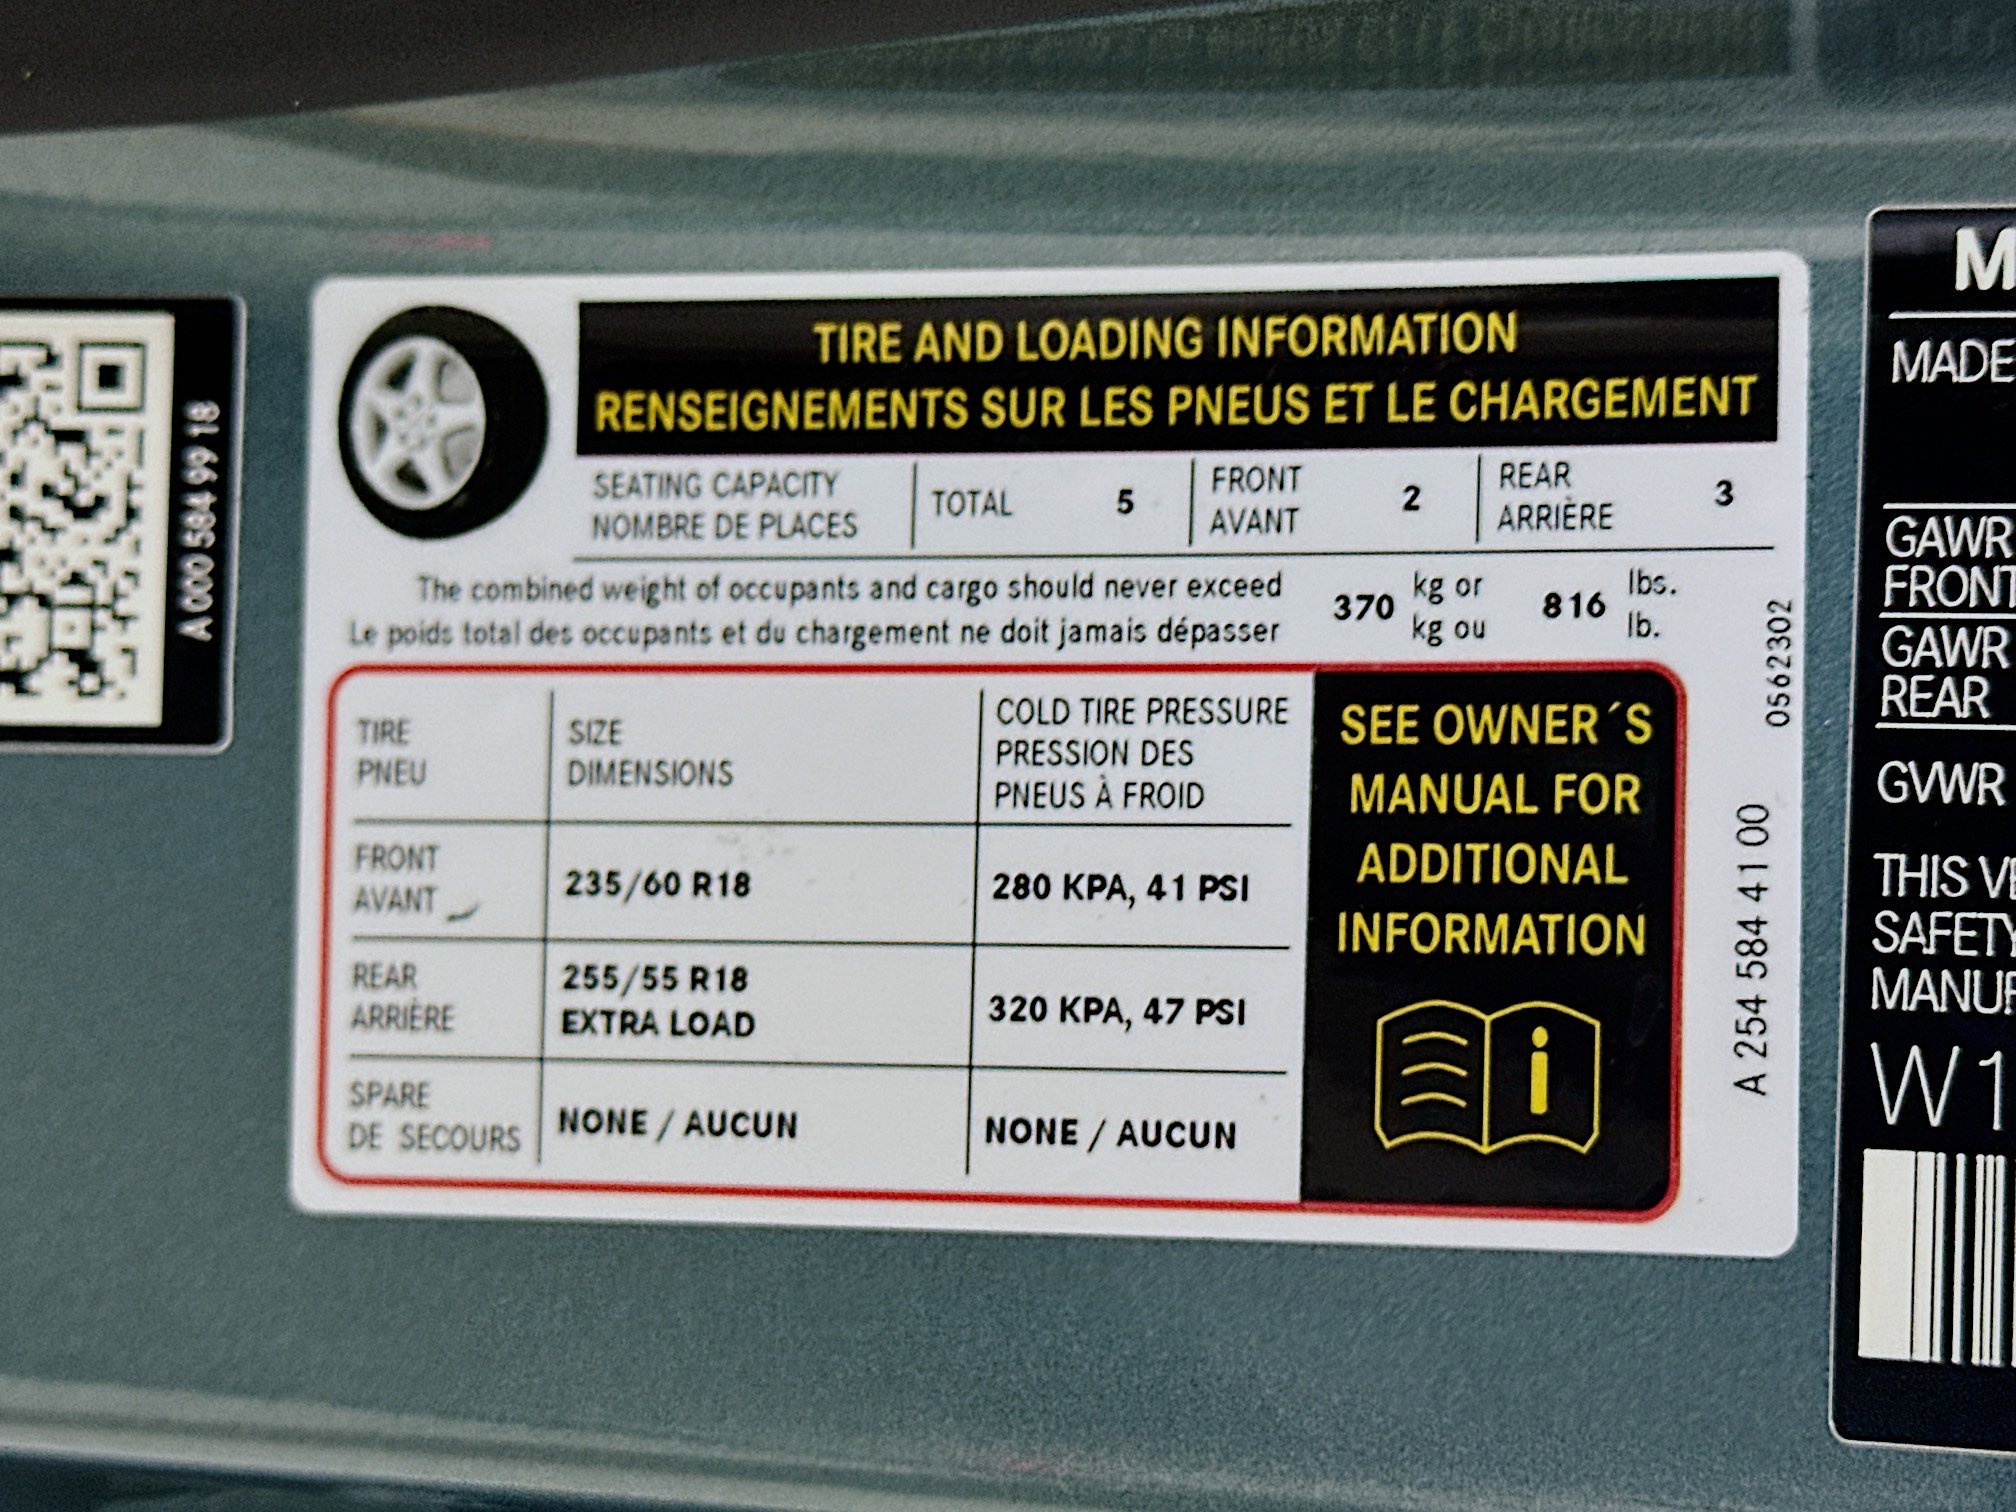 A 000 584 99 18
TIRE AND LOADING INFORMATION
RENSEIGNEMENTS SUR LES PNEUS ET LE CHARGEMENT
SEATING CAPACITY
NOMBRE DE PLACES
TOTAL 5
FRONT
AVANT
2
REAR
ARRIÈRE
3
The combined weight of occupants and cargo should never exceed
Le poids total des occupants et du chargement ne doit jamais dépasser
370
kg or
kg ou
816
lbs.
lb.
TIRE
PNEU
SIZE
DIMENSIONS
COLD TIRE PRESSURE
PRESSION DES
PNEUS À FROID
FRONT
AVANT
235/60 R18
280 KPA, 41 PSI
REAR
ARRIÈRE
255/55 R18
EXTRA LOAD
320 KPA, 47 PSI
SPARE
DE SECOURS
NONE / AUCUN
NONE / AUCUN
SEE OWNER´S
MANUAL FOR
ADDITIONAL
INFORMATION
i
A 254 584 41 00
0562302
M
MADE
GAWR
FRONT
GAWR
REAR
GVWR
THIS
SAFETY
W1